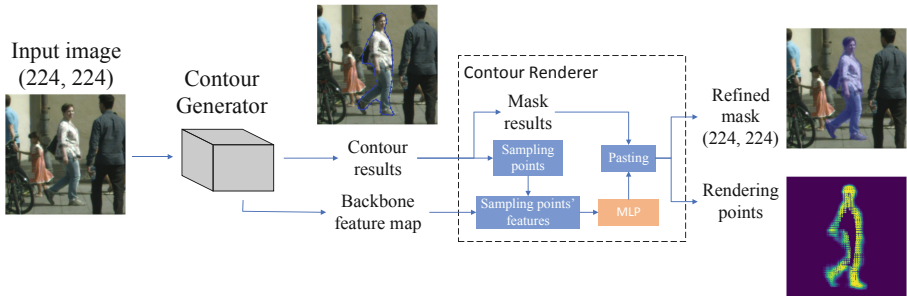 Input image
(224, 224)
Contour
Generator
Contour
results
Backbone
feature map
Contour Renderer
Mask
results
Sampling
points
Pasting
Sampling points'
features
MLP
Refined
mask
(224, 224)
Rendering
points